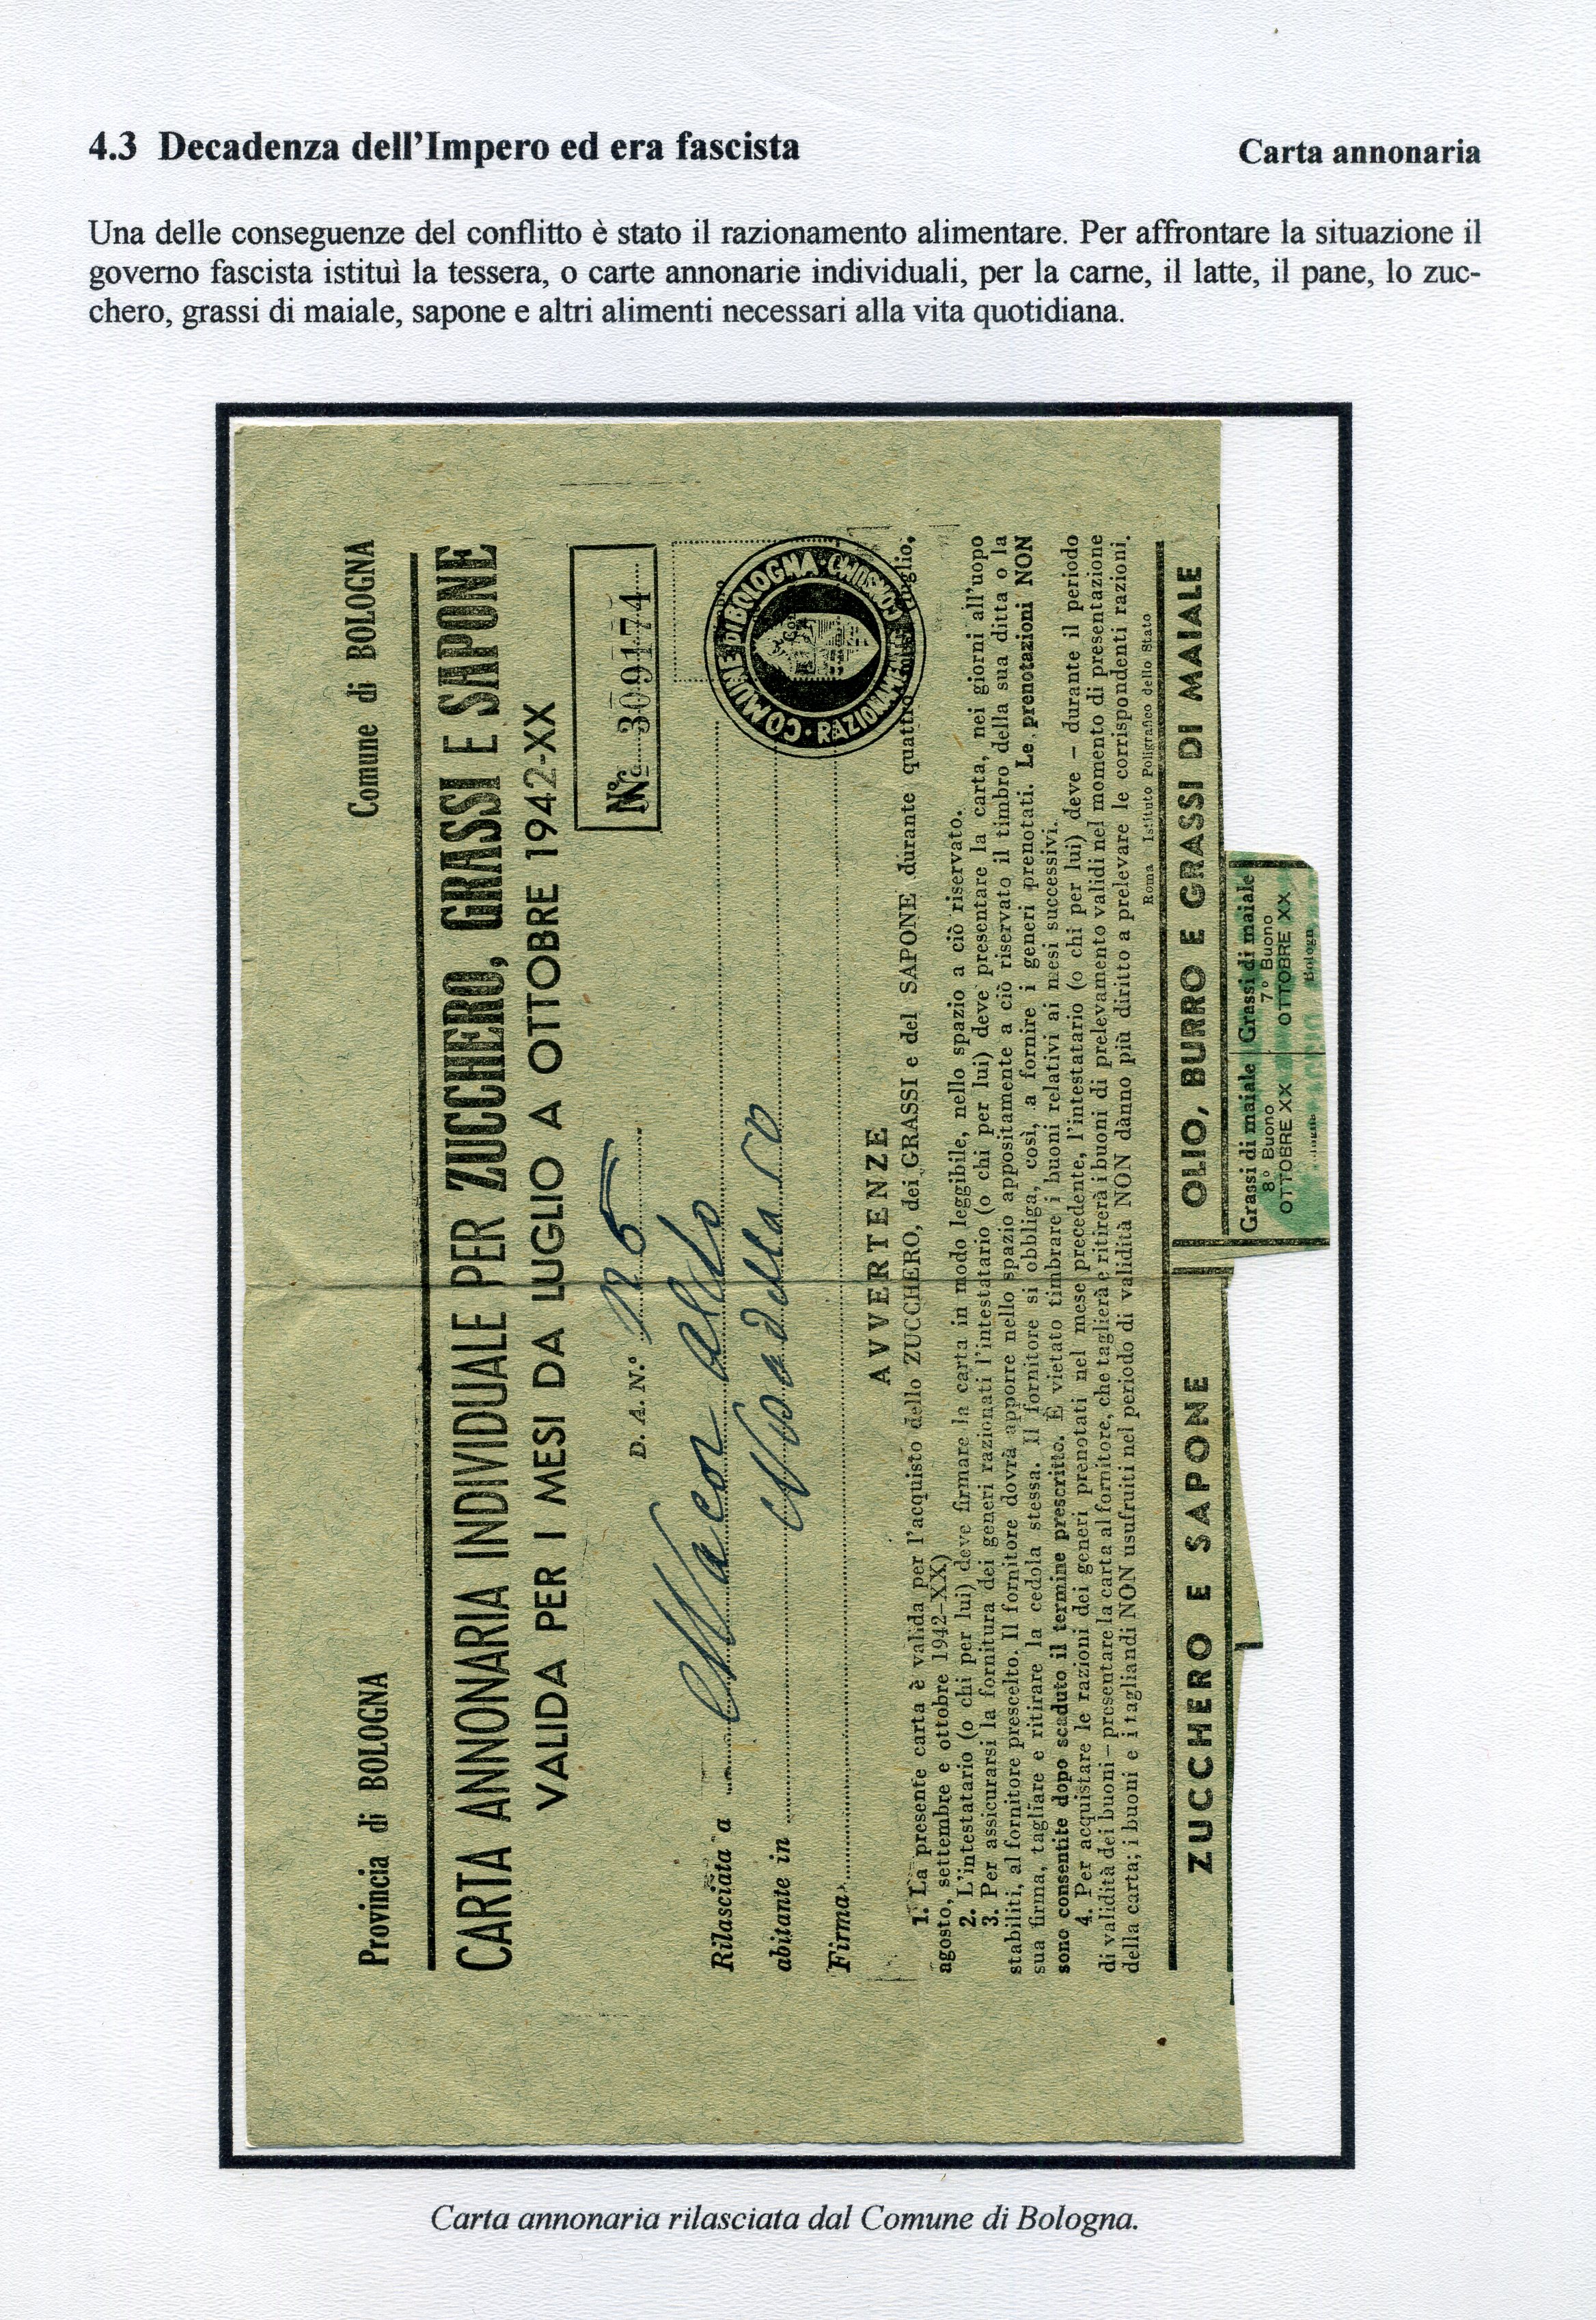 4.3 Decadenza dell'Impero ed era fascista
Carta annonaria
Una delle conseguenze del conflitto è stato il razionamento alimentare. Per affrontare la situazione il
governo fascista istituì la tessera, o carte annonarie individuali, per la carne, il latte, il pane, lo zuc-
chero, grassi di maiale, sapone e altri alimenti necessari alla vita quotidiana.
Provincia di BOLOGNA
Comune di BOLOGNA
CARTA ANNONARIA INDIVIDUALE PER ZUCCHERO, GRASSI E SAPONE
VALIDA PER I MESI DA LUGLIO A OTTOBRE 1942-XX
D. A. N.° 5
Nr. 309174
Rilasciata a
abitante in
Firma
COMUNE DI BOLOGNA
AVVERTENZE
1. La presente carta è valida per l'acquisto dello ZUCCHERO, dei GRASSI e del SAPONE durante quattro luglio,
agosto, settembre e ottobre 1942-XX)
2. L'intestatario (o chi per lui) deve firmare la carta in modo leggibile, nello spazio a ciò riservato.
3. Per assicurarsi la fornitura dei generi razionati l'intestatario (o chi per lui) deve presentare la carta, nei giorni all'uopo
stabiliti, al fornitore prescelto. Il fornitore dovrà apporre nello spazio appositamente a ciò riservato il timbro della sua ditta o la
sua firma, tagliare e ritirare la cedola stessa. Il fornitore si obbliga, così, a fornire i generi prenotati. Le prenotazioni NON
sono consentite dopo scaduto il termine prescritto. È vietato timbrare i buoni relativi ai mesi successivi.
4. Per acquistare le razioni dei generi prenotati nel mese precedente, l'intestatario (o chi per lui) deve - durante il periodo
di validità dei buoni - presentare la carta al fornitore, che taglierà e ritirerà i buoni di prelevamento validi nel momento di presentazione
della carta; i buoni e i tagliandi NON usufruiti nel periodo di validità NON dànno più diritto a prelevare le corrispondenti razioni.
Roma Istituto Poligrafico dello Stato
ZUCCHERO E SAPONE
OLIO, BURRO E GRASSI DI MAIALE
Grassi di maiale
8° Buono
OTTOBRE XX
Grassi di maiale
7° Buono
OTTOBRE XX
Bologn
Carta annonaria rilasciata dal Comune di Bologna.